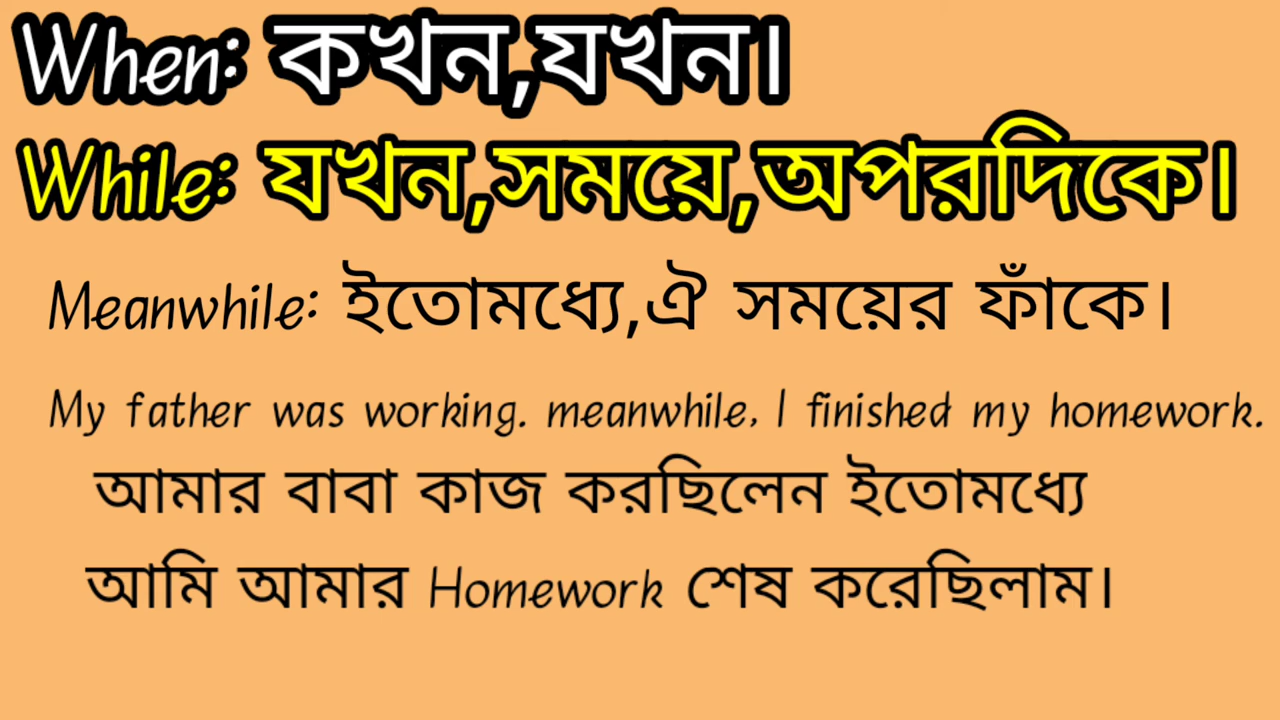 When: কখন,যখন।
While: যখন,সময়ে,অপরদিকে।
Meanwhile: ইতোমধ্যে,ঐ সময়ের ফাঁকে।
My father was working. meanwhile, I finished my homework.
আমার বাবা কাজ করছিলেন ইতোমধ্যে
আমি আমার Homework শেষ করেছিলাম।